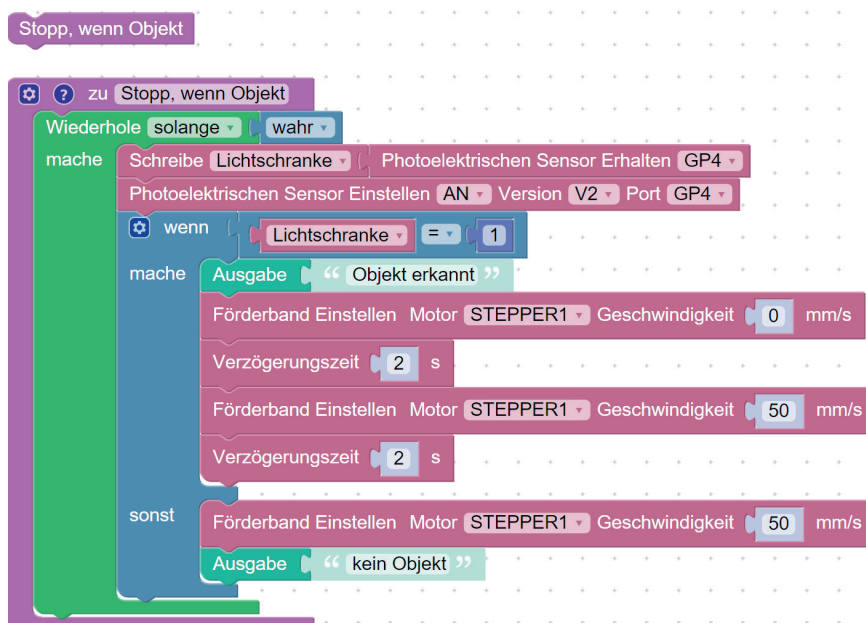 Stopp, wenn Objekt
? zu Stopp, wenn Objekt
Wiederhole solange wahr
mache Schreibe Lichtschranke Photoelektrischen Sensor Erhalten GP4
Photoelektrischen Sensor Einstellen AN Version V2 Port GP4
wenn Lichtschranke = 1
mache Ausgabe “ Objekt erkannt ”
Förderband Einstellen Motor STEPPER1 Geschwindigkeit 0 mm/s
Verzögerungszeit 2 s
Förderband Einstellen Motor STEPPER1 Geschwindigkeit 50 mm/s
Verzögerungszeit 2 s
sonst Förderband Einstellen Motor STEPPER1 Geschwindigkeit 50 mm/s
Ausgabe “ kein Objekt ”